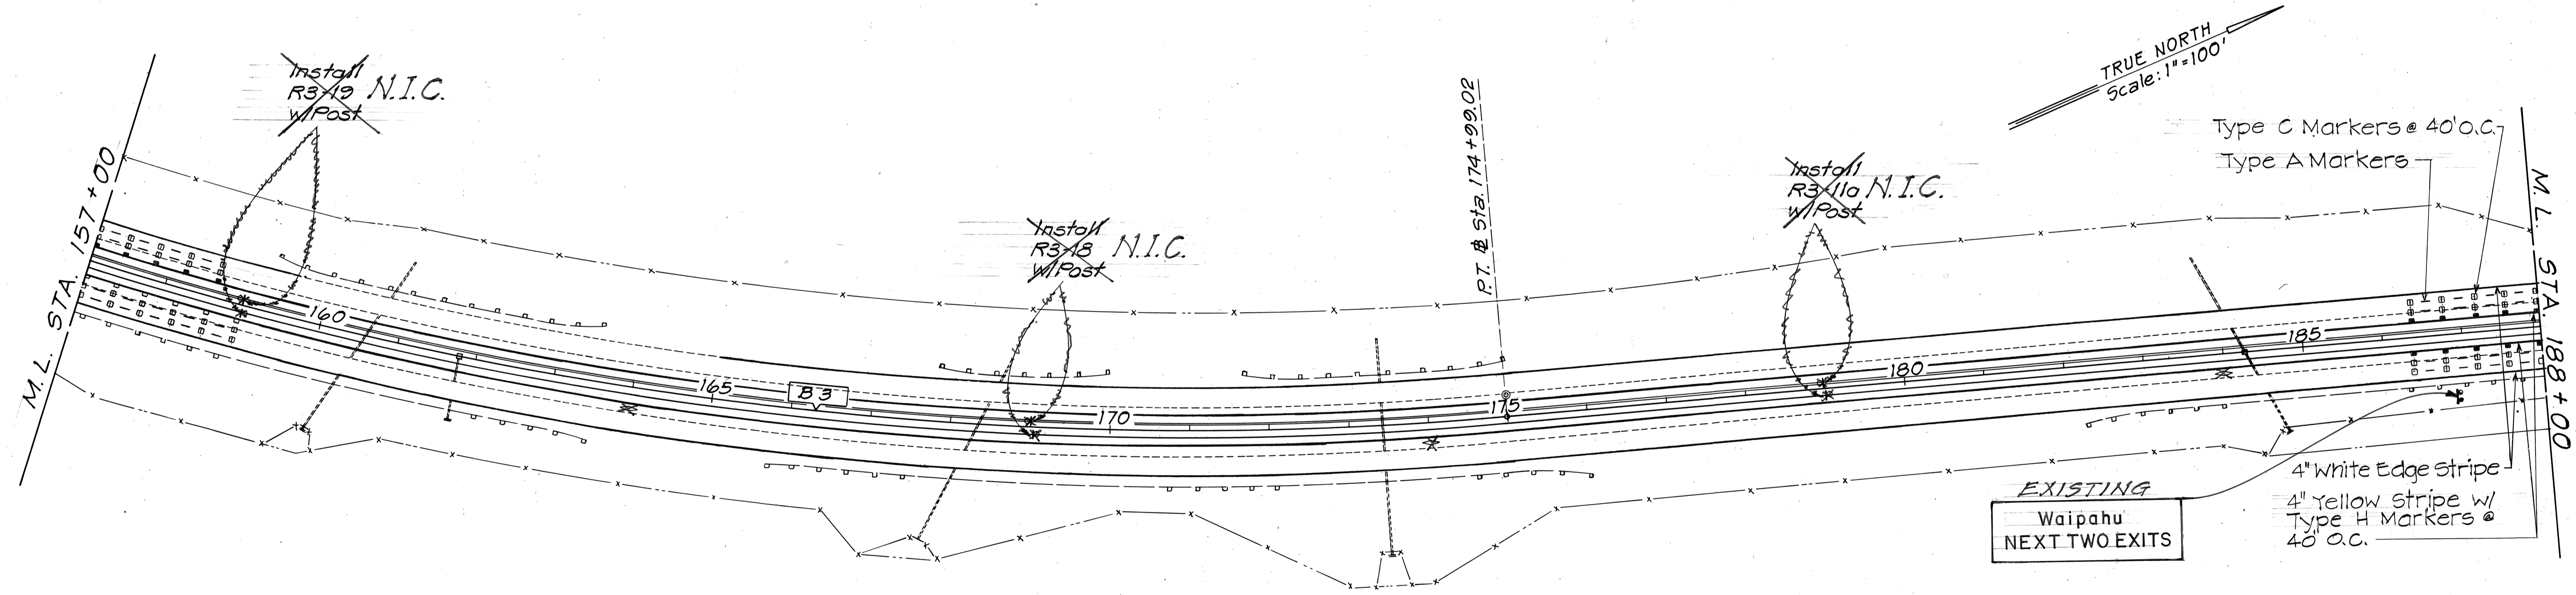 M.L. STA. 157+00
Install
R3-19 N.I.C.
W/Post
160
165
B3
Install
R3-18 N.I.C.
W/Post
170
P.T. ⅊ Sta. 174+99.02
175
Install
R3-11a N.I.C.
W/Post
180
185
TRUE NORTH
Scale: 1"=100'
Type C Markers @ 40' O.C.
Type A Markers
M.L. STA. 188+00
EXISTING
Waipahu
NEXT TWO EXITS
4" White Edge Stripe
4" Yellow Stripe w/
Type H Markers @
40' O.C.